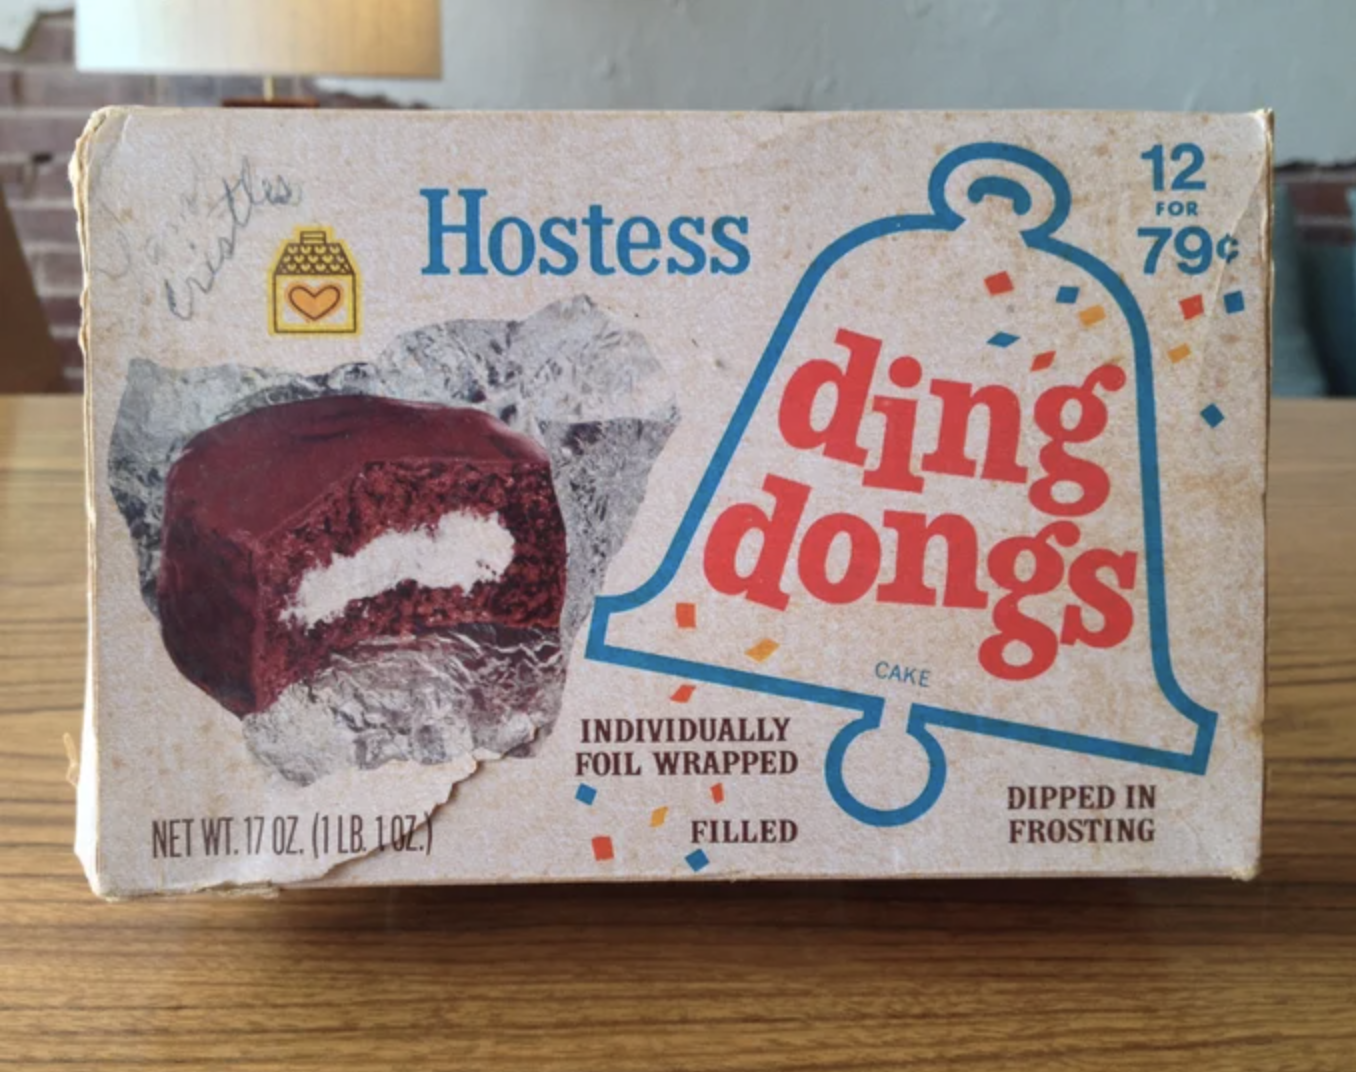 Hostess
12
FOR
79¢
ding
dongs
CAKE
INDIVIDUALLY
FOIL WRAPPED
FILLED
DIPPED IN
FROSTING
NET WT. 17 OZ. (1 LB. 1 OZ.)